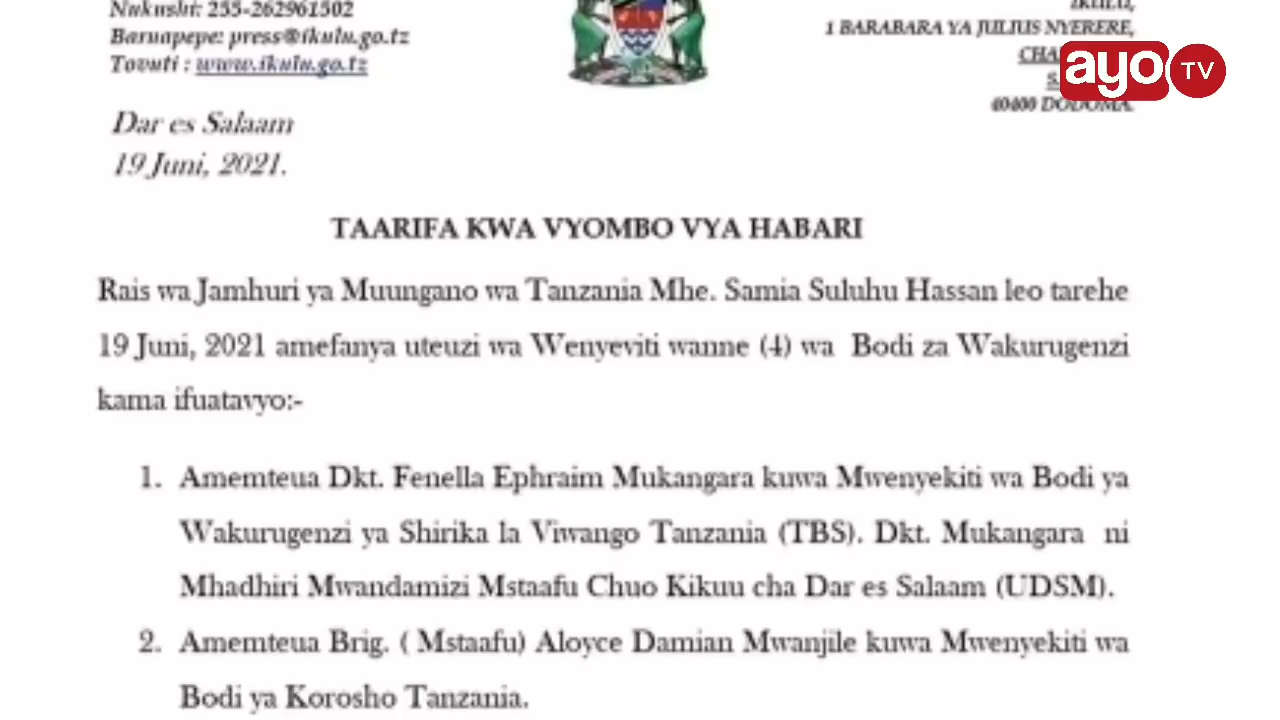 Nukushi: 255-262961502
Baruapepe: press@ikulu.go.tz
Tovuti : www.ikulu.go.tz
IKULU,
1 BARABARA YA JULIUS NYERERE,
40400 DODOMA.
ayo TV
Dar es Salaam
19 Juni, 2021.
TAARIFA KWA VYOMBO VYA HABARI
Rais wa Jamhuri ya Muungano wa Tanzania Mhe. Samia Suluhu Hassan leo tarehe
19 Juni, 2021 amefanya uteuzi wa Wenyeviti wanne (4) wa Bodi za Wakurugenzi
kama ifuatavyo:-
1. Amemteua Dkt. Fenella Ephraim Mukangara kuwa Mwenyekiti wa Bodi ya
Wakurugenzi ya Shirika la Viwango Tanzania (TBS). Dkt. Mukangara ni
Mhadhiri Mwandamizi Mstaafu Chuo Kikuu cha Dar es Salaam (UDSM).
2. Amemteua Brig. ( Mstaafu) Aloyce Damian Mwanjile kuwa Mwenyekiti wa
Bodi ya Korosho Tanzania.